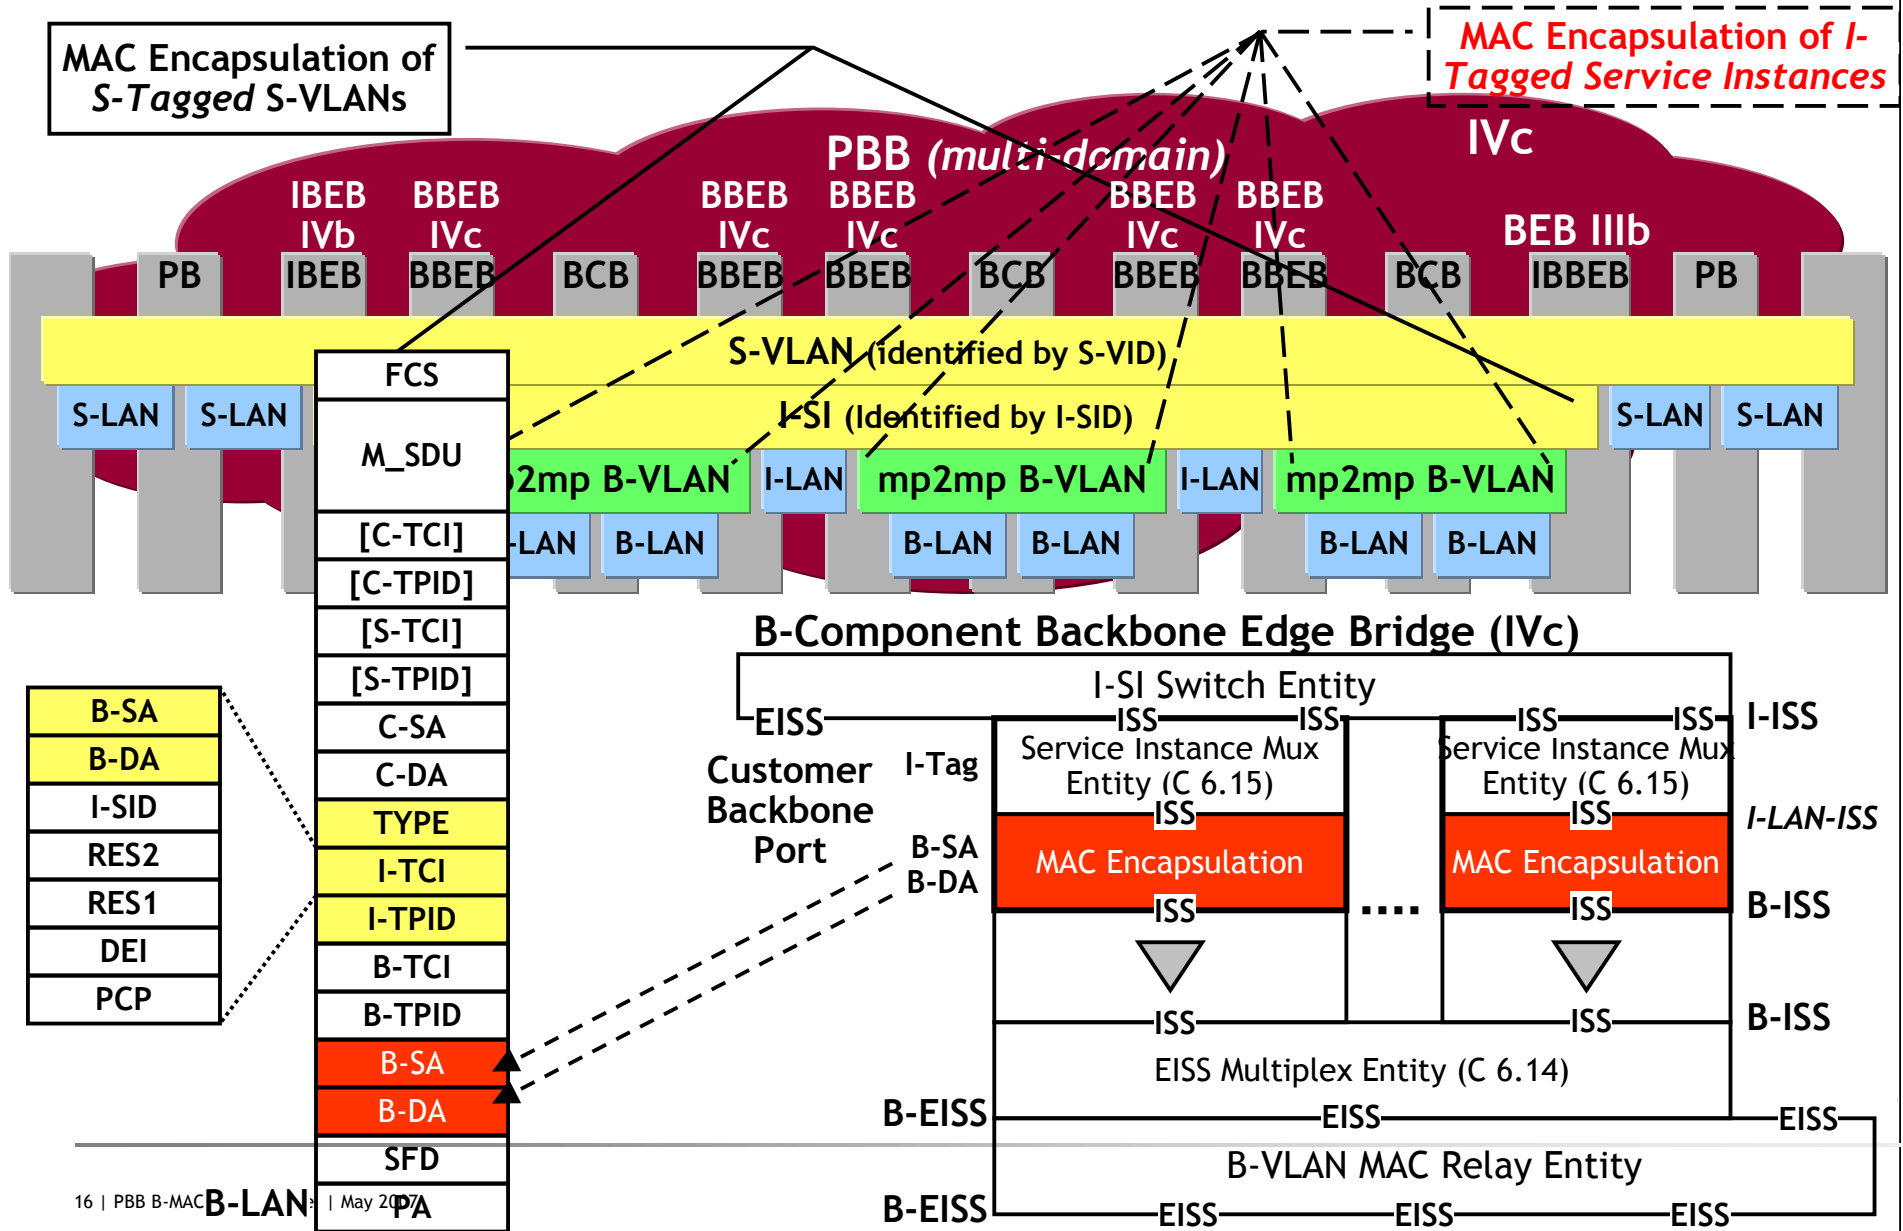 MAC Encapsulation of
S-Tagged S-VLANs
MAC Encapsulation of I-
Tagged Service Instances
PBB (multi-domain)
IVc
IBEB
IVb
BBEB
IVc
BBEB
IVc
BBEB
IVc
BBEB
IVc
BBEB
IVc
BEB IIIb
PB
IBEB
BBEB
BCB
BBEB
BBEB
BCB
BBEB
BBEB
BCB
IBBEB
PB
S-VLAN (identified by S-VID)
S-LAN
S-LAN
I-SI (Identified by I-SID)
S-LAN
S-LAN
p2mp B-VLAN
I-LAN
mp2mp B-VLAN
I-LAN
mp2mp B-VLAN
-LAN
B-LAN
B-LAN
B-LAN
B-LAN
B-LAN
FCS
M_SDU
[C-TCI]
[C-TPID]
[S-TCI]
[S-TPID]
C-SA
C-DA
TYPE
I-TCI
I-TPID
B-TCI
B-TPID
B-SA
B-DA
SFD
PA
B-SA
B-DA
I-SID
RES2
RES1
DEI
PCP
B-Component Backbone Edge Bridge (IVc)
I-SI Switch Entity
EISS
ISS
ISS
ISS
ISS
I-ISS
Customer
Backbone
Port
I-Tag
Service Instance Mux
Entity (C 6.15)
Service Instance Mux
Entity (C 6.15)
ISS
ISS
I-LAN-ISS
B-SA
B-DA
MAC Encapsulation
MAC Encapsulation
ISS
....
ISS
B-ISS
ISS
ISS
B-ISS
EISS Multiplex Entity (C 6.14)
B-EISS
EISS
EISS
B-VLAN MAC Relay Entity
B-EISS
EISS
EISS
EISS
16 | PBB B-MAC
B-LAN
| May 2007